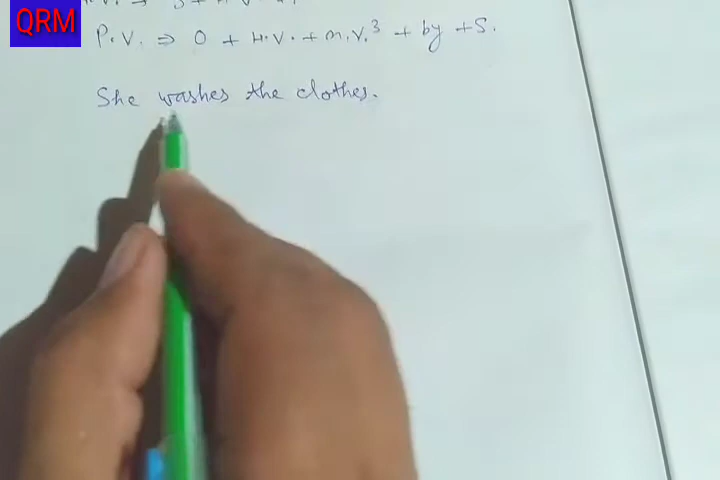 QRM
P.V. ⇒ O + H.V. + m.V.³ + by + S.
She washes the clothes.